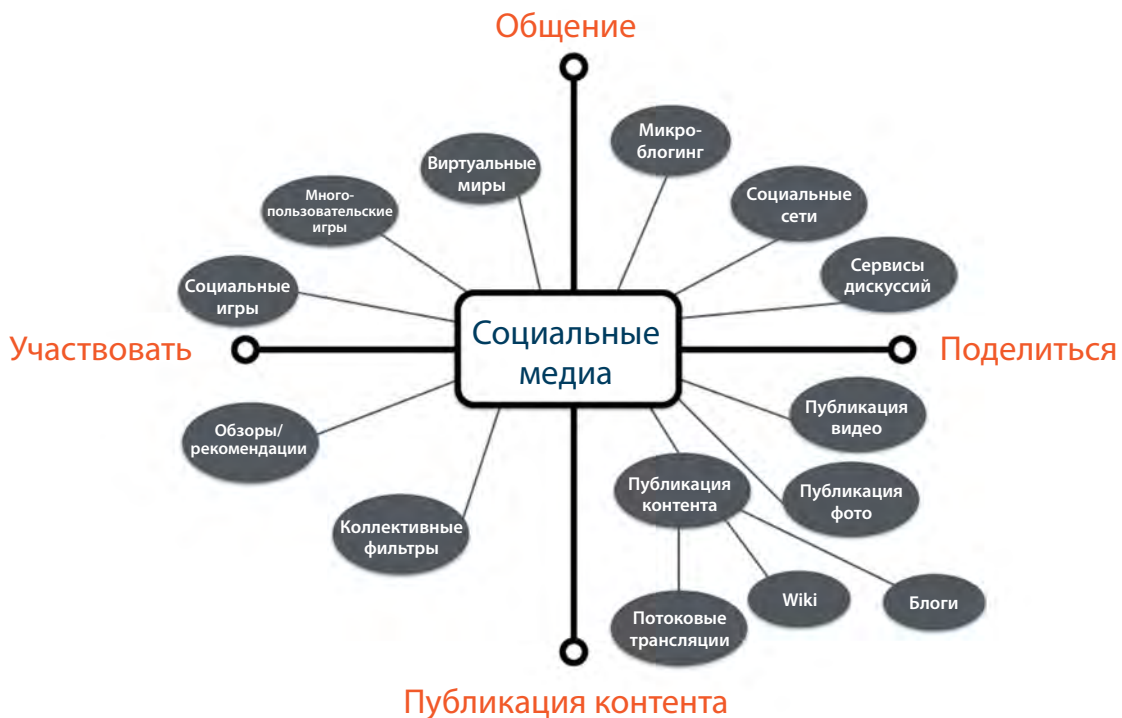 Общение
Микро-
блогинг
Виртуальные
миры
Много-
пользовательские
игры
Социальные
сети
Социальные
игры
Сервисы
дискуссий
Участвовать
Социальные
медиа
Поделиться
Обзоры/
рекомендации
Публикация
видео
Публикация
контента
Публикация
фото
Коллективные
фильтры
Потоковые
трансляции
Wiki
Блоги
Публикация контента